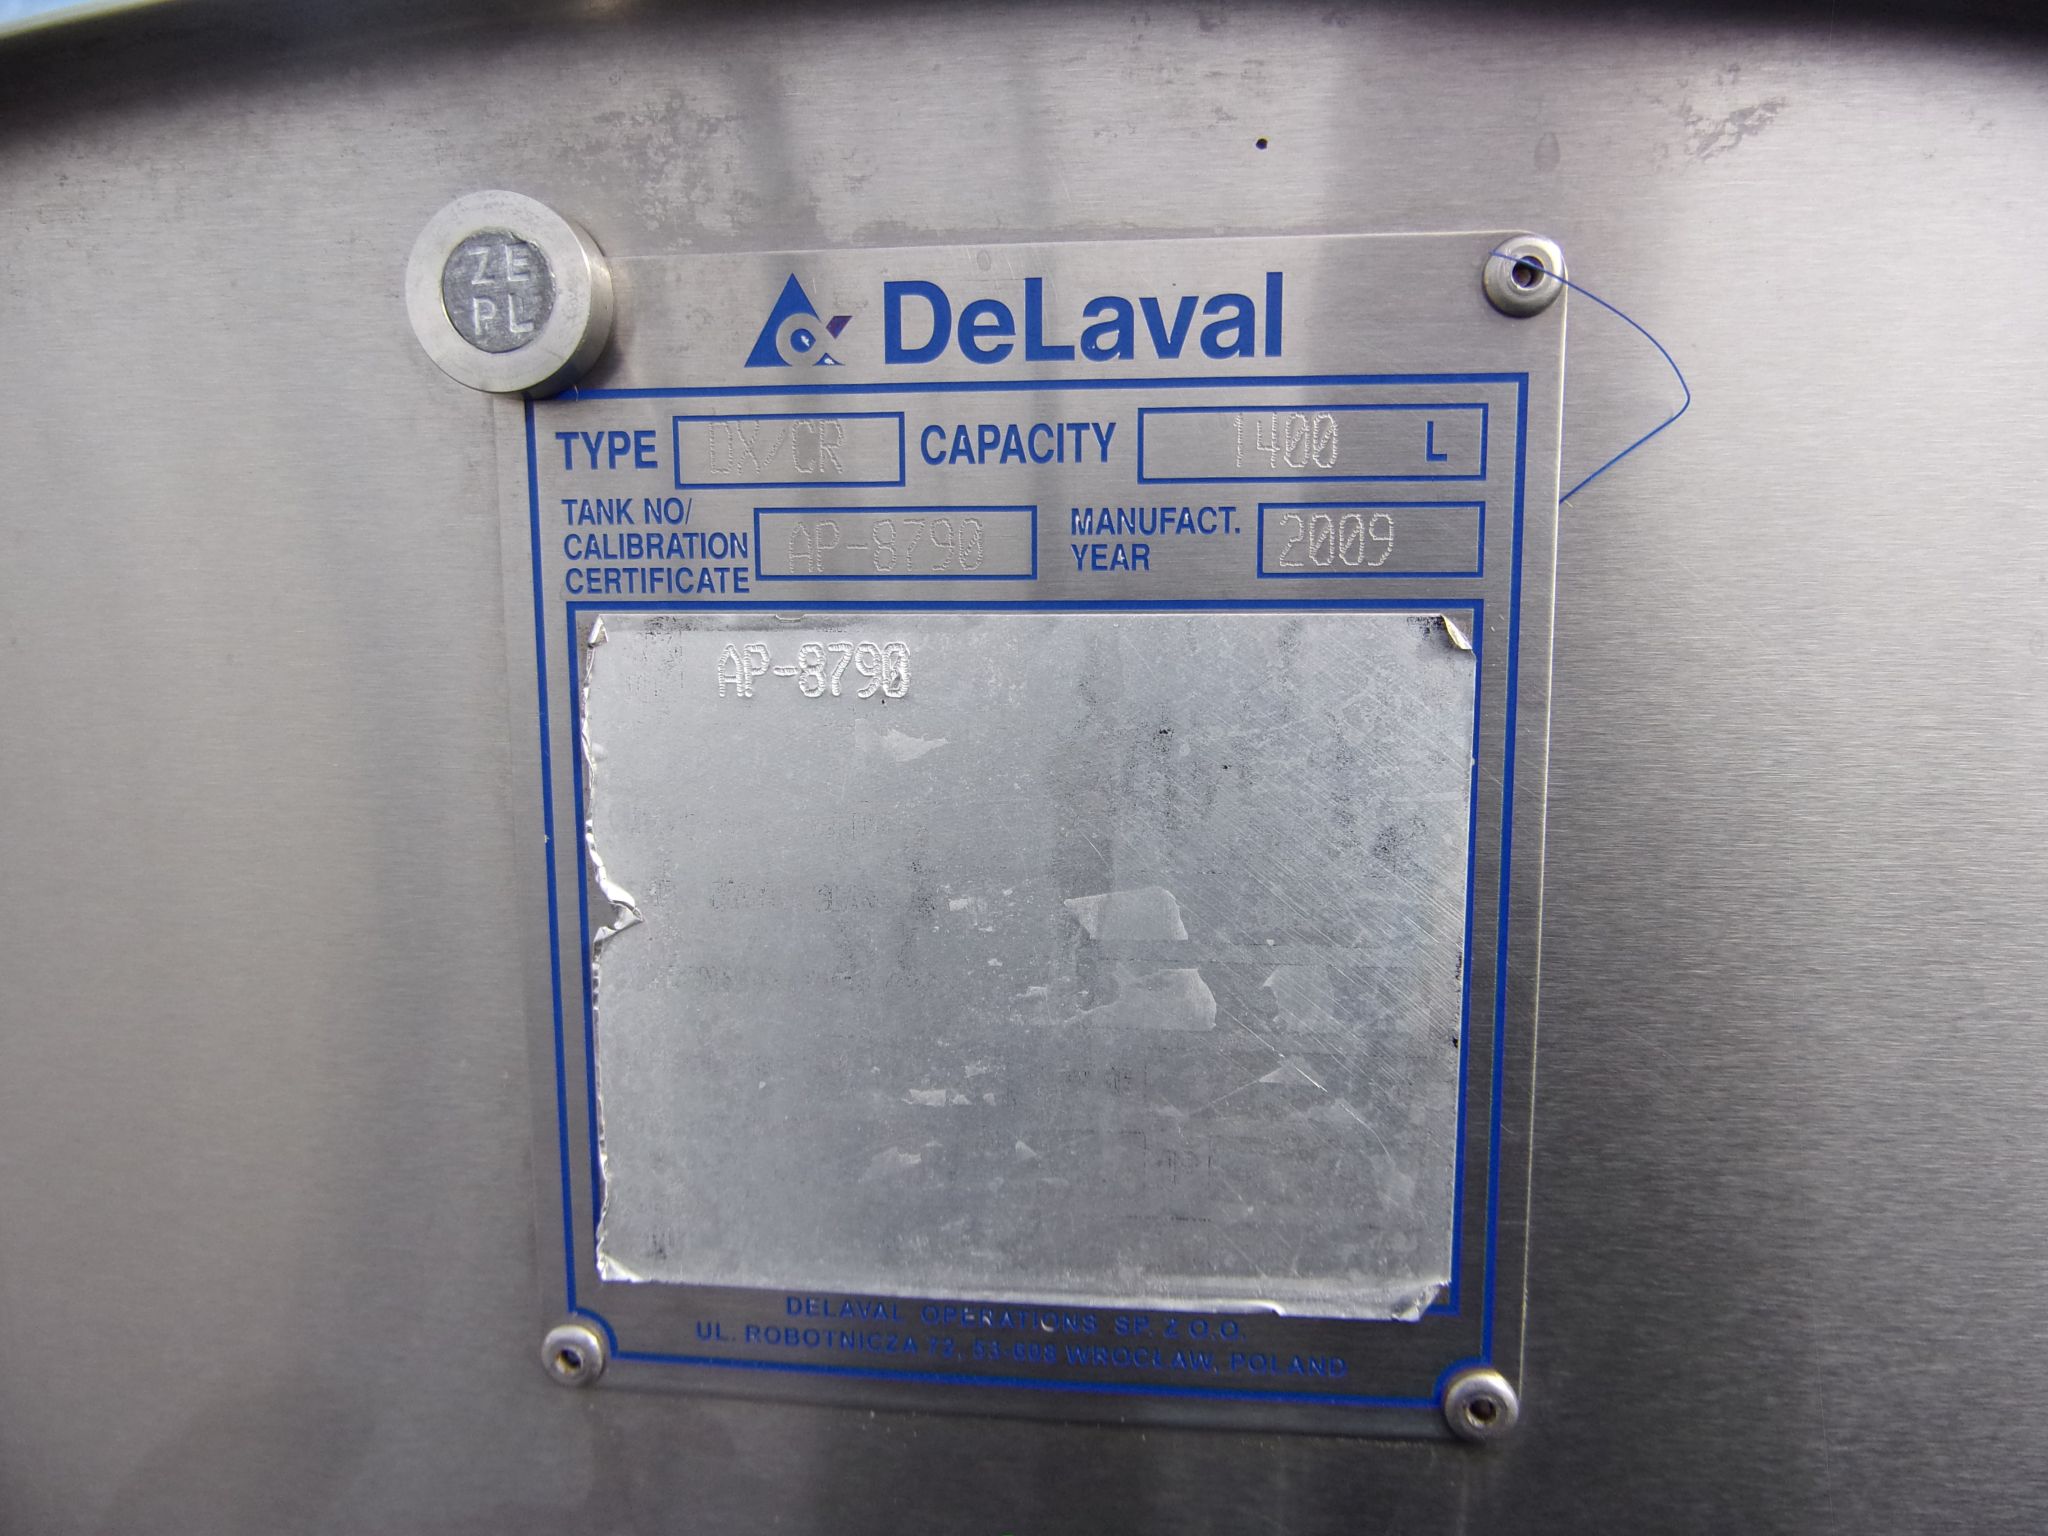 ZE
PL
DeLaval
TYPE DX/CR CAPACITY 1400 L
TANK NO/
CALIBRATION
CERTIFICATE AP-8790 MANUFACT.
YEAR 2009
AP-8790
DELAVAL OPERATIONS SP. Z O.O.
UL. ROBOTNICZA 72, 53-608 WROCŁAW, POLAND